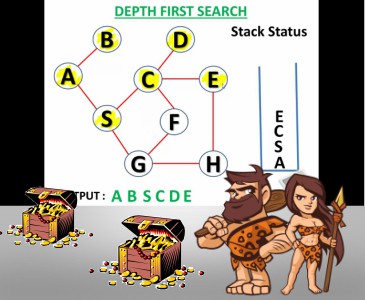 DEPTH FIRST SEARCH
Stack Status
B
D
A
C
E
S
F
G
H
E
C
S
A
TPUT : A B S C D E